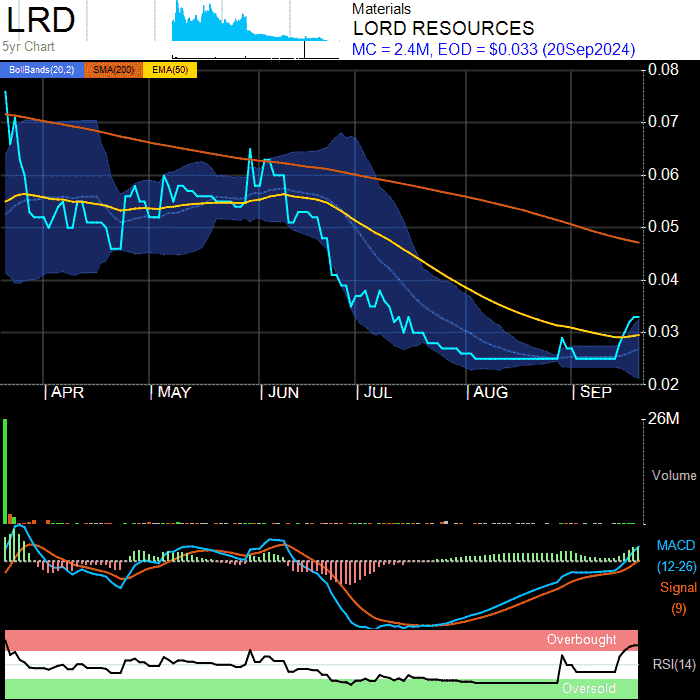 LRD
5yr Chart
Materials
LORD RESOURCES
MC = 2.4M, EOD = $0.033 (20Sep2024)
BollBands(20,2) SMA(200) EMA(50)
0.08
0.07
0.06
0.05
0.04
0.03
0.02
APR MAY JUN JUL AUG SEP
26M
Volume
MACD
(12-26)
Signal
(9)
Overbought
RSI(14)
Oversold